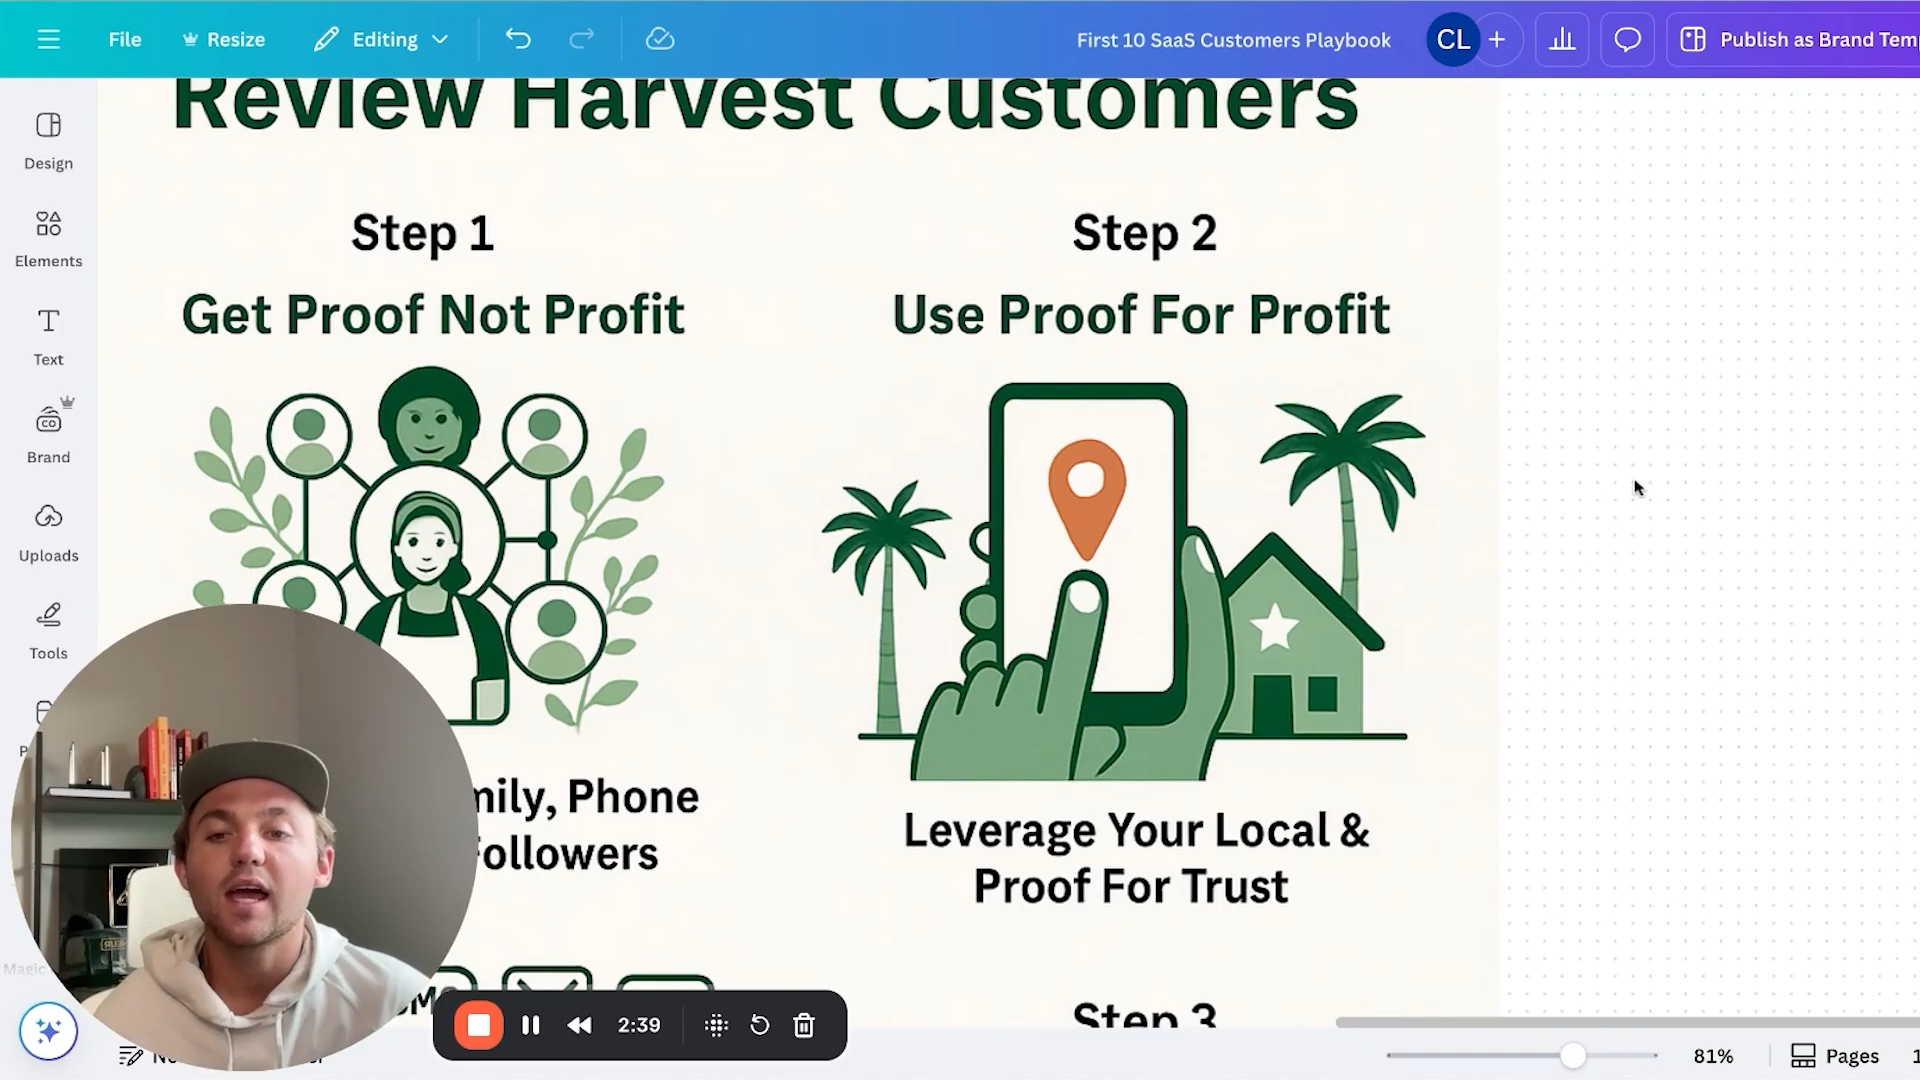 File
Resize
Editing
First 10 SaaS Customers Playbook
CL
Publish as Brand Tem
Review Harvest Customers
Design
Elements
Text
Brand
Uploads
Tools
Magic
Step 1
Get Proof Not Profit
mily, Phone
Followers
Step 2
Use Proof For Profit
Leverage Your Local &
Proof For Trust
Step 3
2:39
81%
Pages